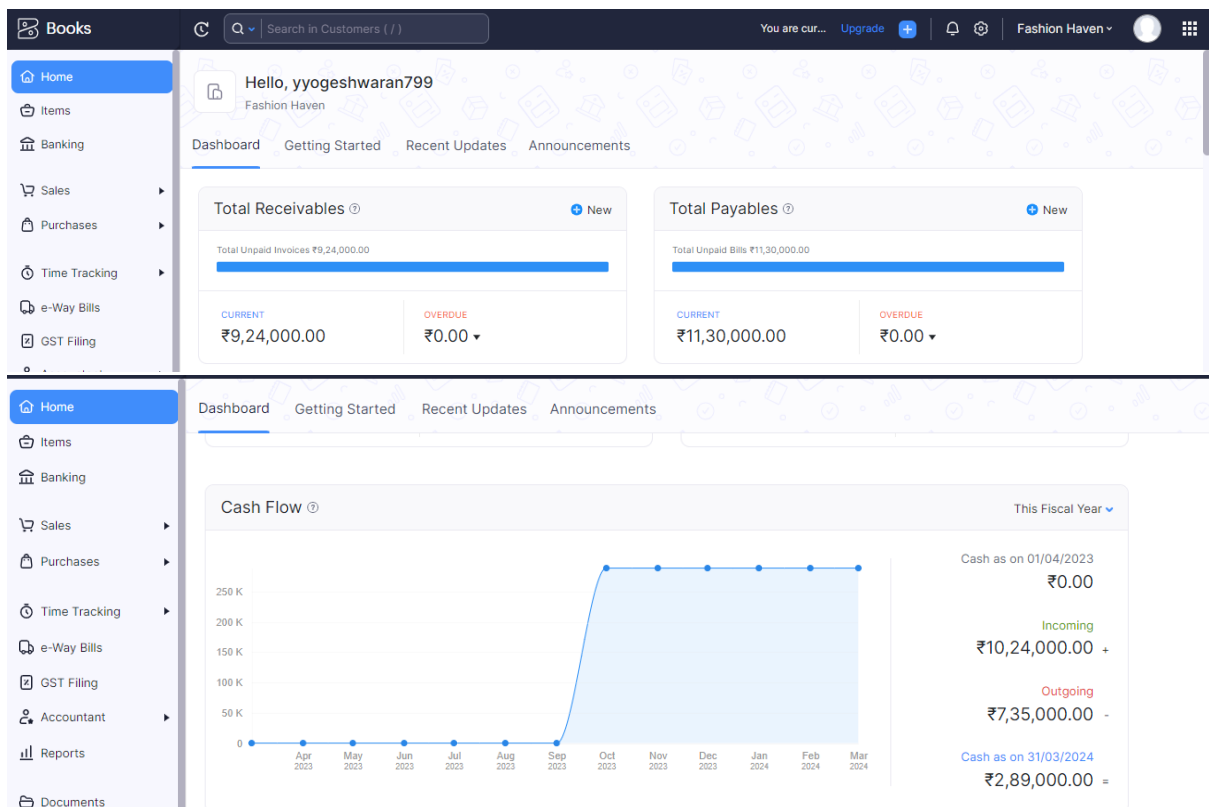 Books
Search in Customers ( / )
You are cur... Upgrade
Fashion Haven
Home
Items
Banking
Sales
Purchases
Time Tracking
e-Way Bills
GST Filing
Hello, yyogeshwaran799
Fashion Haven
Dashboard Getting Started Recent Updates Announcements
Total Receivables
New
Total Unpaid Invoices ₹9,24,000.00
CURRENT
₹9,24,000.00
OVERDUE
₹0.00
Total Payables
New
Total Unpaid Bills ₹11,30,000.00
CURRENT
₹11,30,000.00
OVERDUE
₹0.00
Home
Items
Banking
Sales
Purchases
Time Tracking
e-Way Bills
GST Filing
Accountant
Reports
Documents
Dashboard Getting Started Recent Updates Announcements
Cash Flow
This Fiscal Year
250 K
200 K
150 K
100 K
50 K
0
Apr May Jun Jul Aug Sep Oct Nov Dec Jan Feb Mar
2023 2023 2023 2023 2023 2023 2023 2023 2023 2024 2024 2024
Cash as on 01/04/2023
₹0.00
Incoming
₹10,24,000.00 +
Outgoing
₹7,35,000.00 -
Cash as on 31/03/2024
₹2,89,000.00 =